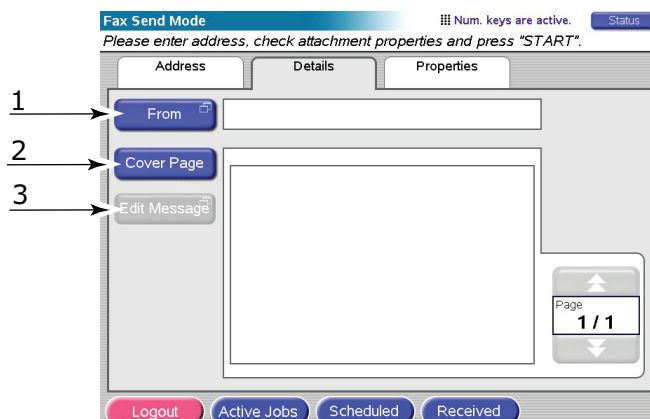 Fax Send Mode
Num. keys are active.
Status
Please enter address, check attachment properties and press "START".
Address
Details
Properties
1
From
2
Cover Page
3
Edit Message
Page
1 / 1
Logout
Active Jobs
Scheduled
Received